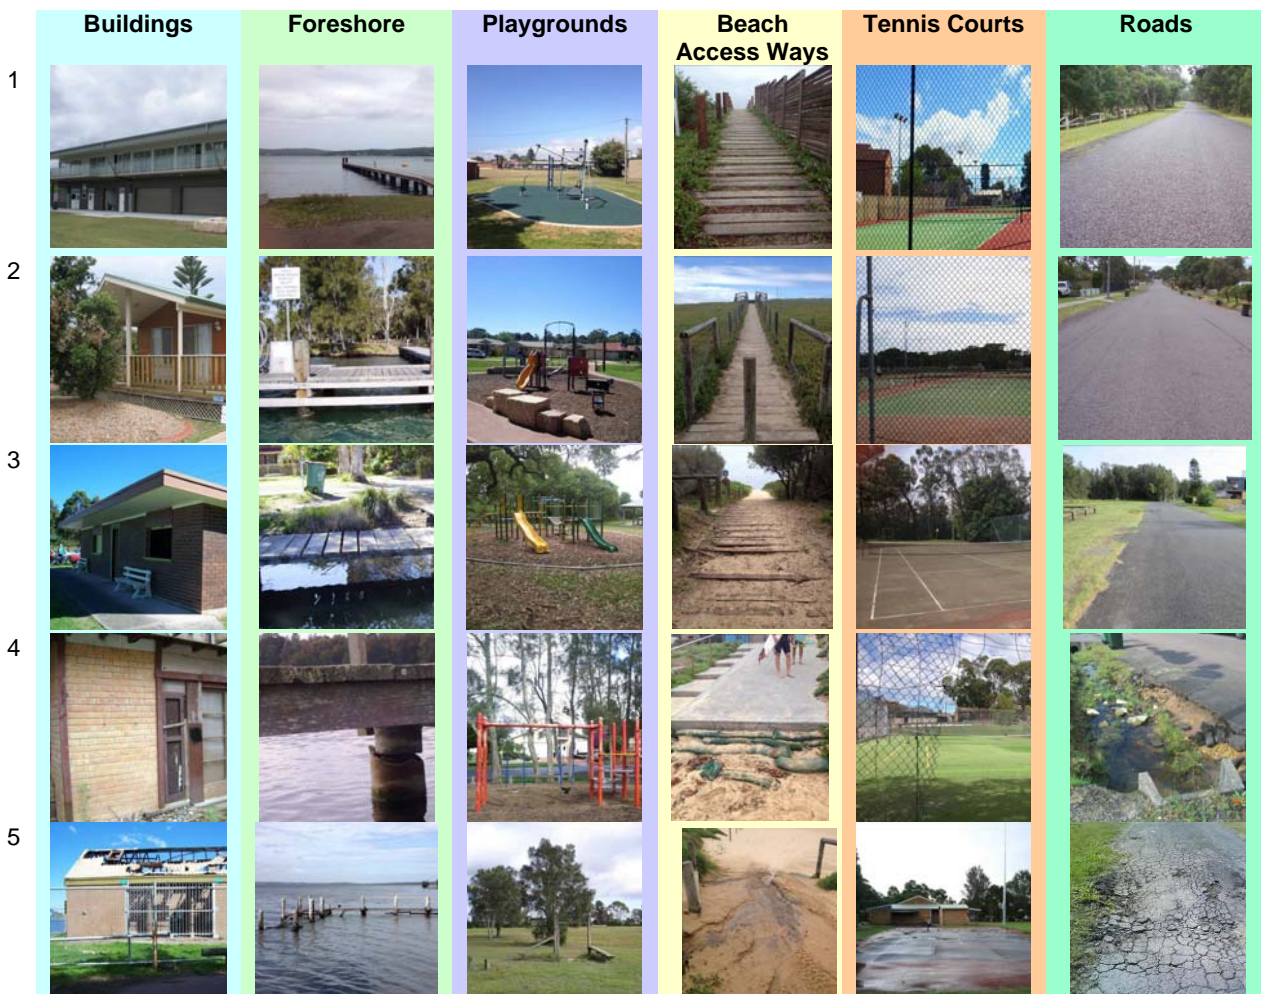 Buildings
Foreshore
Playgrounds
Beach
Access Ways
Tennis Courts
Roads
1
2
3
4
5